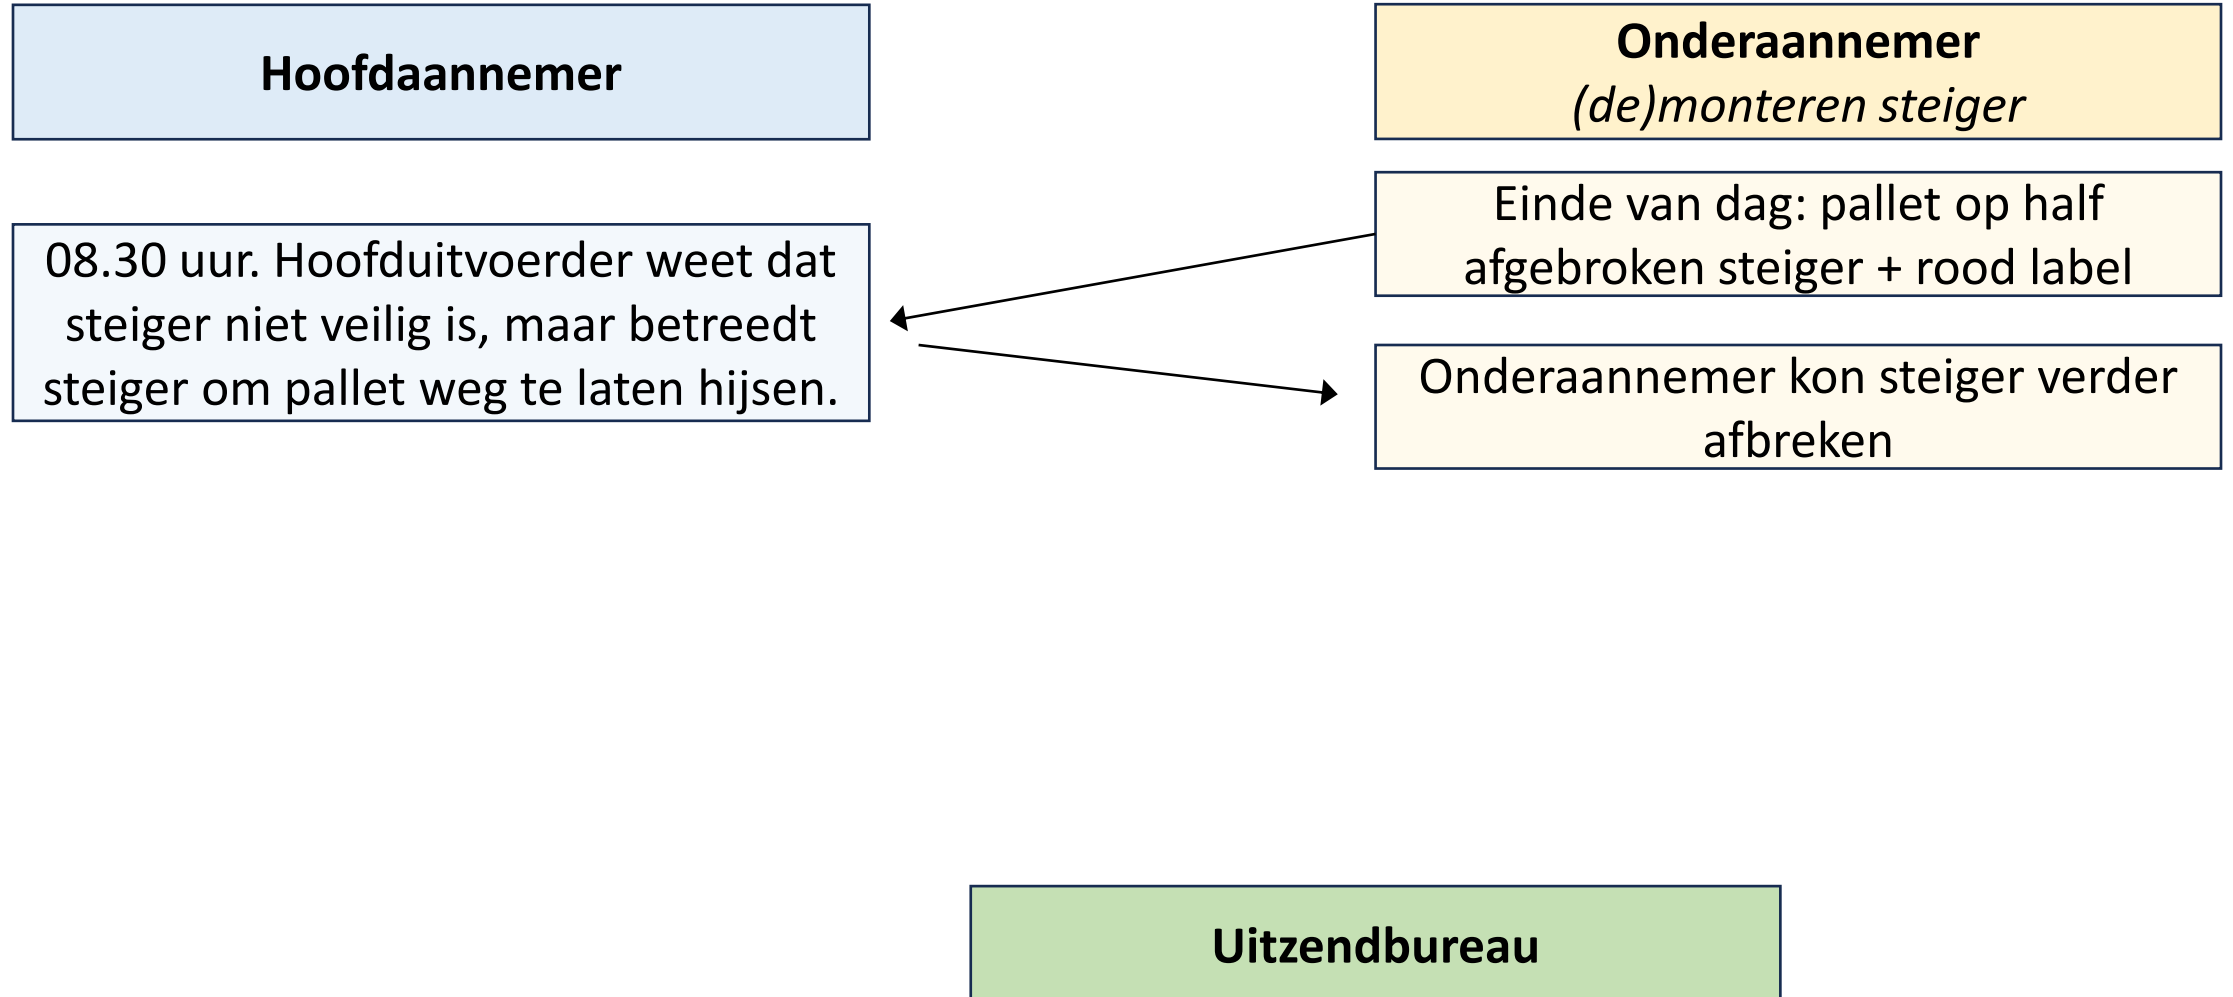 Hoofdaannemer
Onderaannemer
(de)monteren steiger
Einde van dag: pallet op half
afgebroken steiger + rood label
08.30 uur. Hoofduitvoerder weet dat
steiger niet veilig is, maar betreedt
steiger om pallet weg te laten hijsen.
Onderaannemer kon steiger verder
afbreken
Uitzendbureau